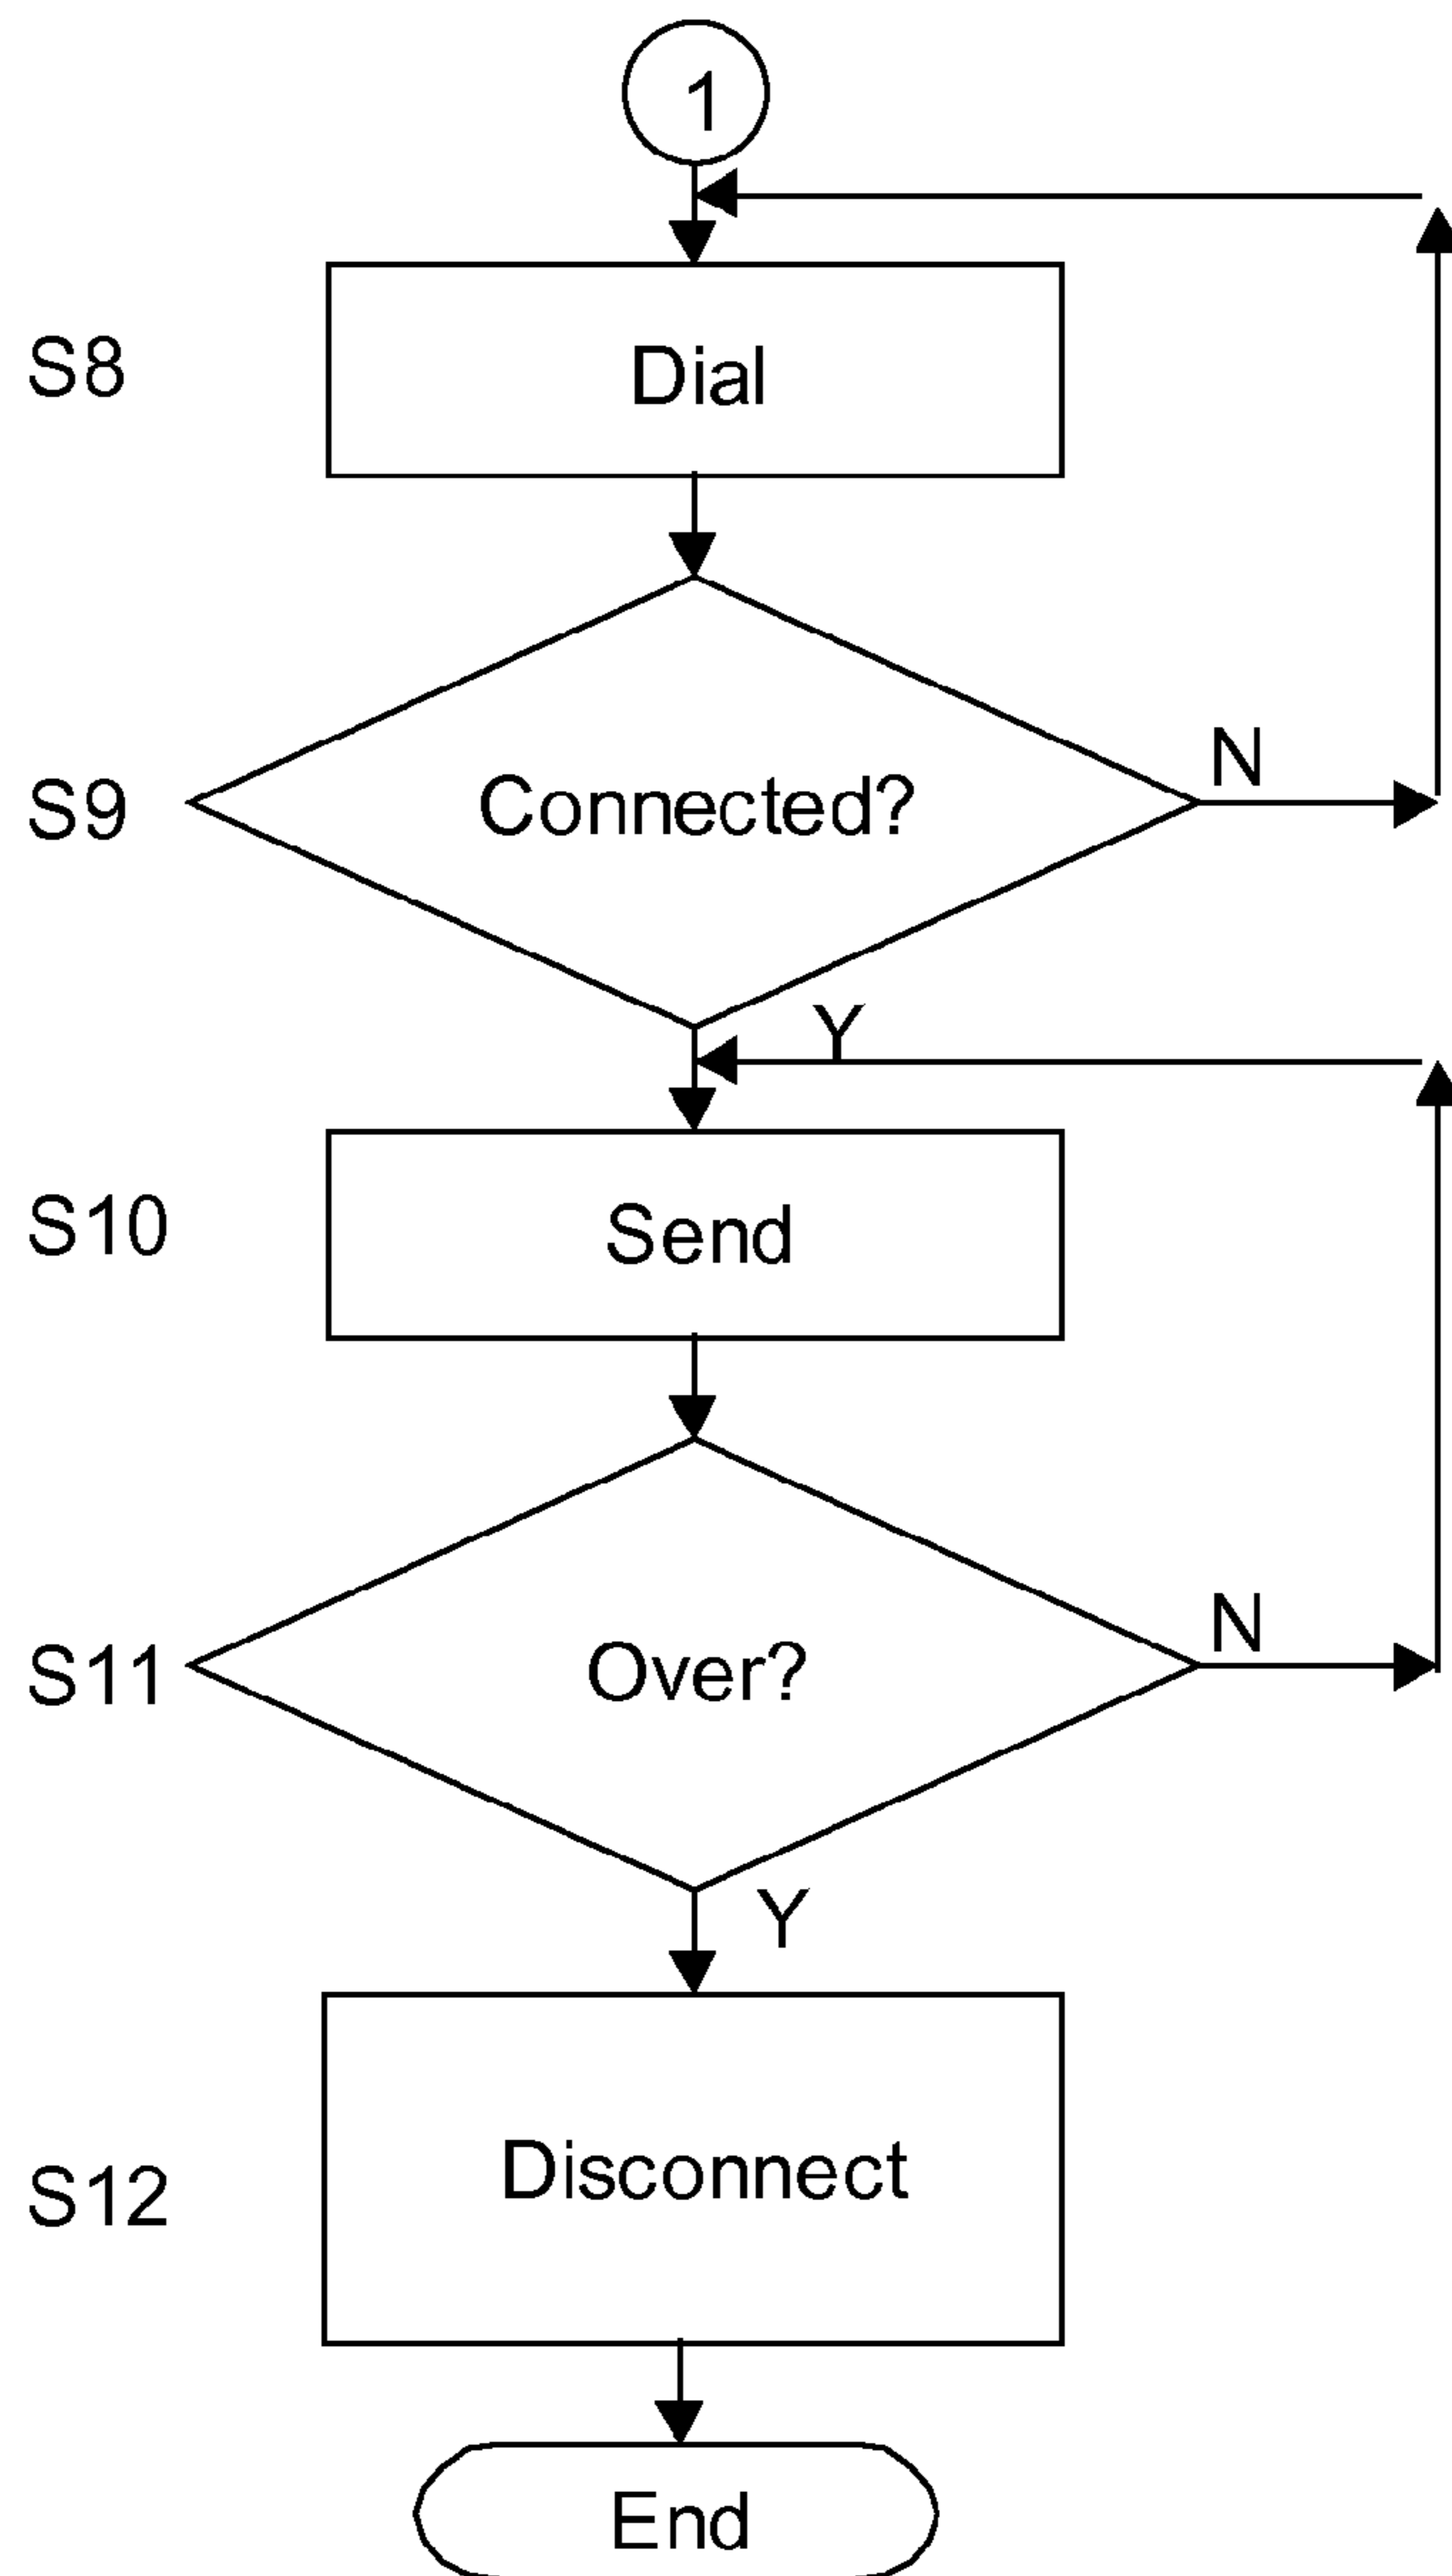 1
S8
Dial
S9
Connected?
N
Y
S10
Send
S11
Over?
N
Y
S12
Disconnect
End